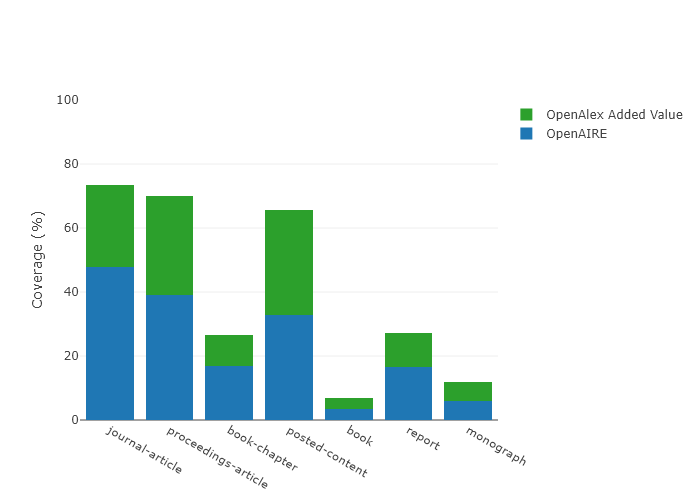 100
80
60
40
20
0
Coverage (%)
journal-article
proceedings-article
book-chapter
posted-content
book
report
monograph
OpenAlex Added Value
OpenAIRE